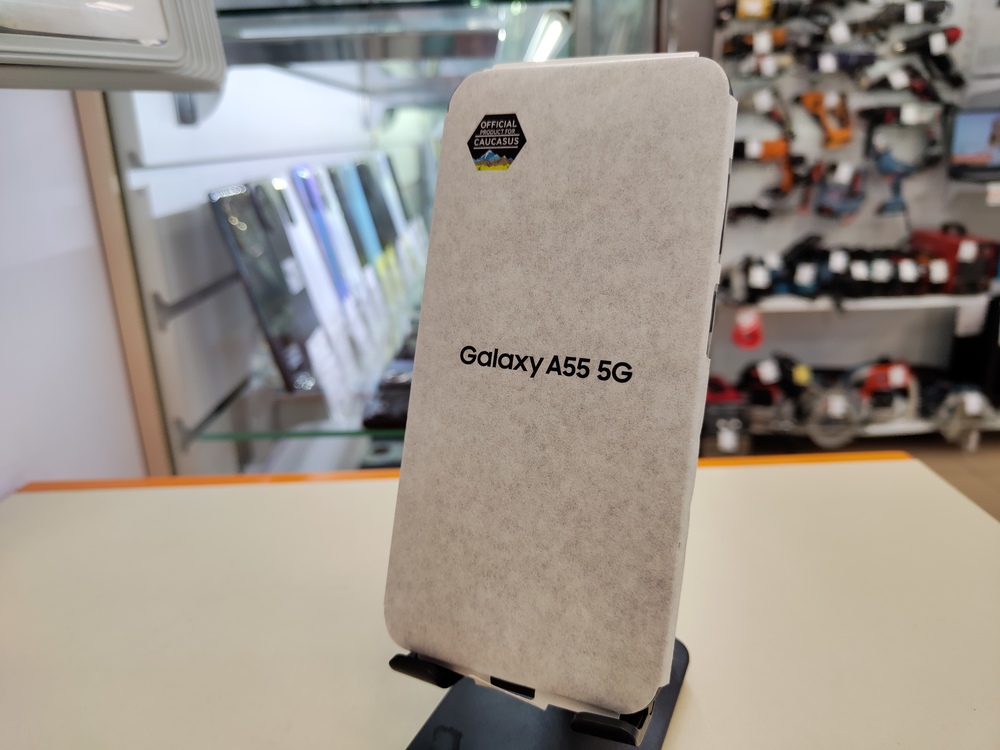 OFFICIAL
PRODUCT FOR
CAUCASUS
Galaxy A55 5G